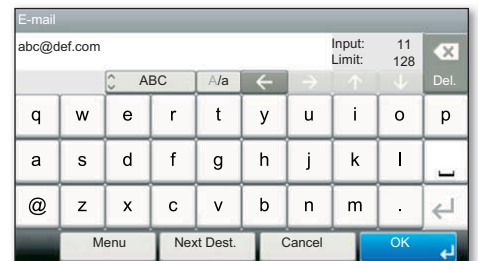 E-mail
abc@def.com Input: 11
Limit: 128
ABC A/a ← → ↑ ↓ Del.
q w e r t y u i o p
a s d f g h j k l
@ z x c v b n m .
Menu Next Dest. Cancel OK